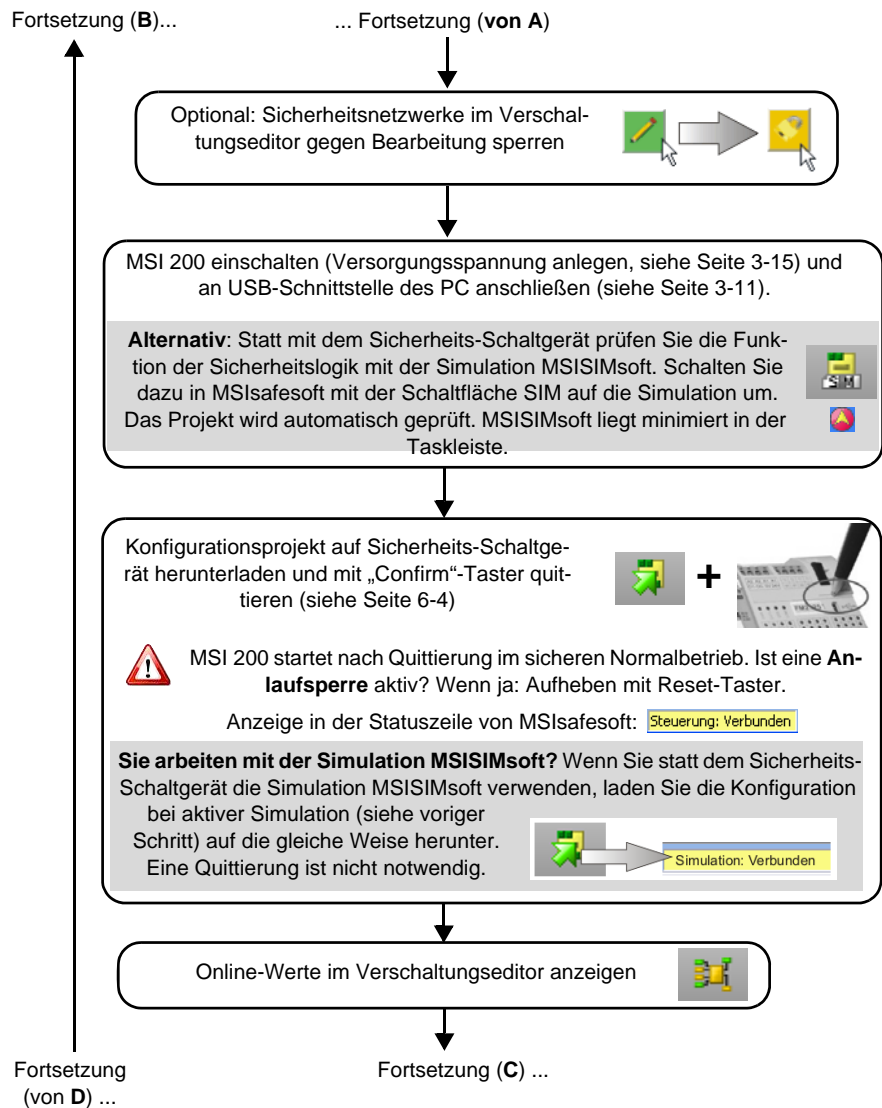 Fortsetzung (B)...
... Fortsetzung (von A)
Optional: Sicherheitsnetzwerke im Verschal-
tungseditor gegen Bearbeitung sperren
MSI 200 einschalten (Versorgungsspannung anlegen, siehe Seite 3-15) und
an USB-Schnittstelle des PC anschließen (siehe Seite 3-11).
Alternativ: Statt mit dem Sicherheits-Schaltgerät prüfen Sie die Funk-
tion der Sicherheitslogik mit der Simulation MSISIMsoft. Schalten Sie
dazu in MSIsafesoft mit der Schaltfläche SIM auf die Simulation um.
Das Projekt wird automatisch geprüft. MSISIMsoft liegt minimiert in der
Taskleiste.
SIM
Konfigurationsprojekt auf Sicherheits-Schaltge-
rät herunterladen und mit „Confirm“-Taster quit-
tieren (siehe Seite 6-4)
+
MSI 200 startet nach Quittierung im sicheren Normalbetrieb. Ist eine An-
laufsperre aktiv? Wenn ja: Aufheben mit Reset-Taster.
Anzeige in der Statuszeile von MSIsafesoft: Steuerung: Verbunden
Sie arbeiten mit der Simulation MSISIMsoft? Wenn Sie statt dem Sicherheits-
Schaltgerät die Simulation MSISIMsoft verwenden, laden Sie die Konfiguration
bei aktiver Simulation (siehe voriger
Schritt) auf die gleiche Weise herunter.
Eine Quittierung ist nicht notwendig.
Simulation: Verbunden
Online-Werte im Verschaltungseditor anzeigen
Fortsetzung
(von D) ...
Fortsetzung (C) ...